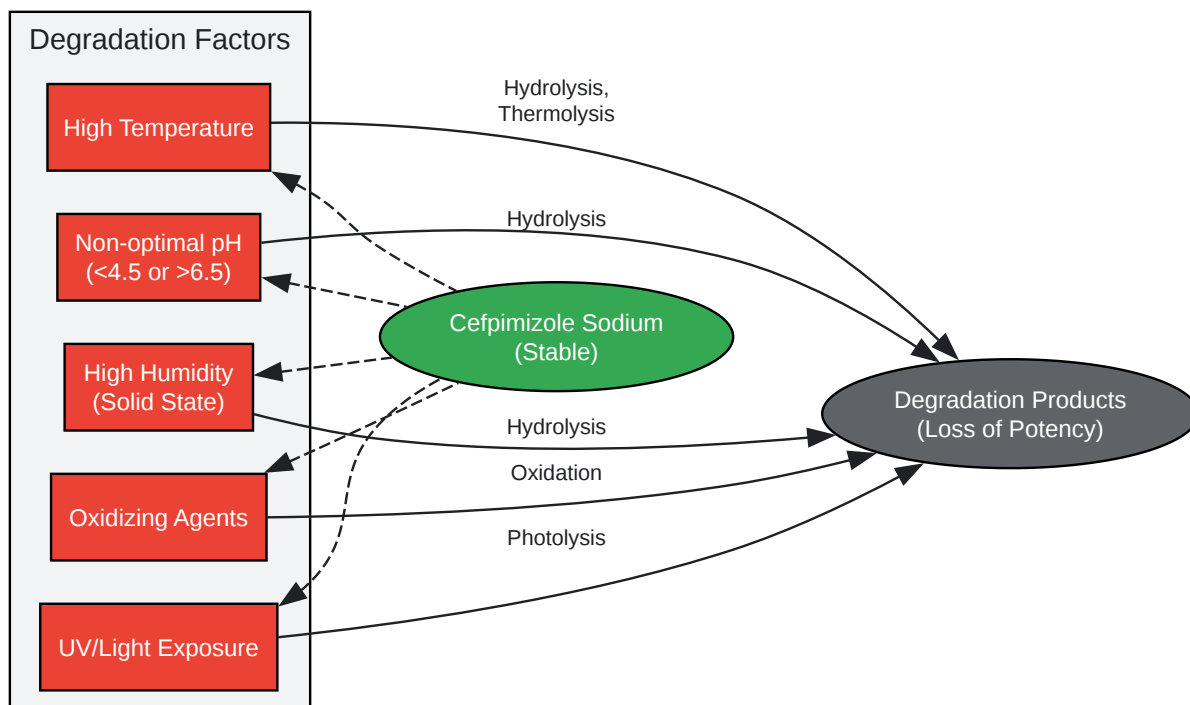 Degradation Factors
High Temperature
Hydrolysis,
Thermolysis
Non-optimal pH
(<4.5 or >6.5)
Hydrolysis
Cefpimizole Sodium
(Stable)
High Humidity
(Solid State)
Hydrolysis
Degradation Products
(Loss of Potency)
Oxidizing Agents
Oxidation
UV/Light Exposure
Photolysis